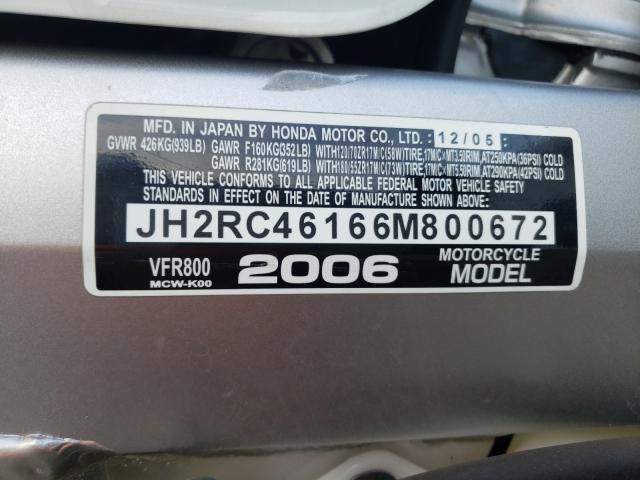 MFD. IN JAPAN BY HONDA MOTOR CO., LTD. 12/05
GVWR 426KG(939LB) GAWR F160KG(352LB) WITH120/70ZR17M/C(58W)TIRE,17M/C×MT3.50RIM,AT250KPA(36PSI) COLD
GAWR R281KG(619LB) WITH180/55ZR17M/C(73W)TIRE,17M/C×MT5.50RIM,AT290KPA(42PSI) COLD
THIS VEHICLE CONFORMS TO ALL APPLICABLE FEDERAL MOTOR VEHICLE SAFETY
STANDARDS IN EFFECT ON THE DATE OF MANUFACTURE SHOWN ABOVE.
JH2RC46166M800672
VFR800 2006 MOTORCYCLE
MCW-K00 MODEL